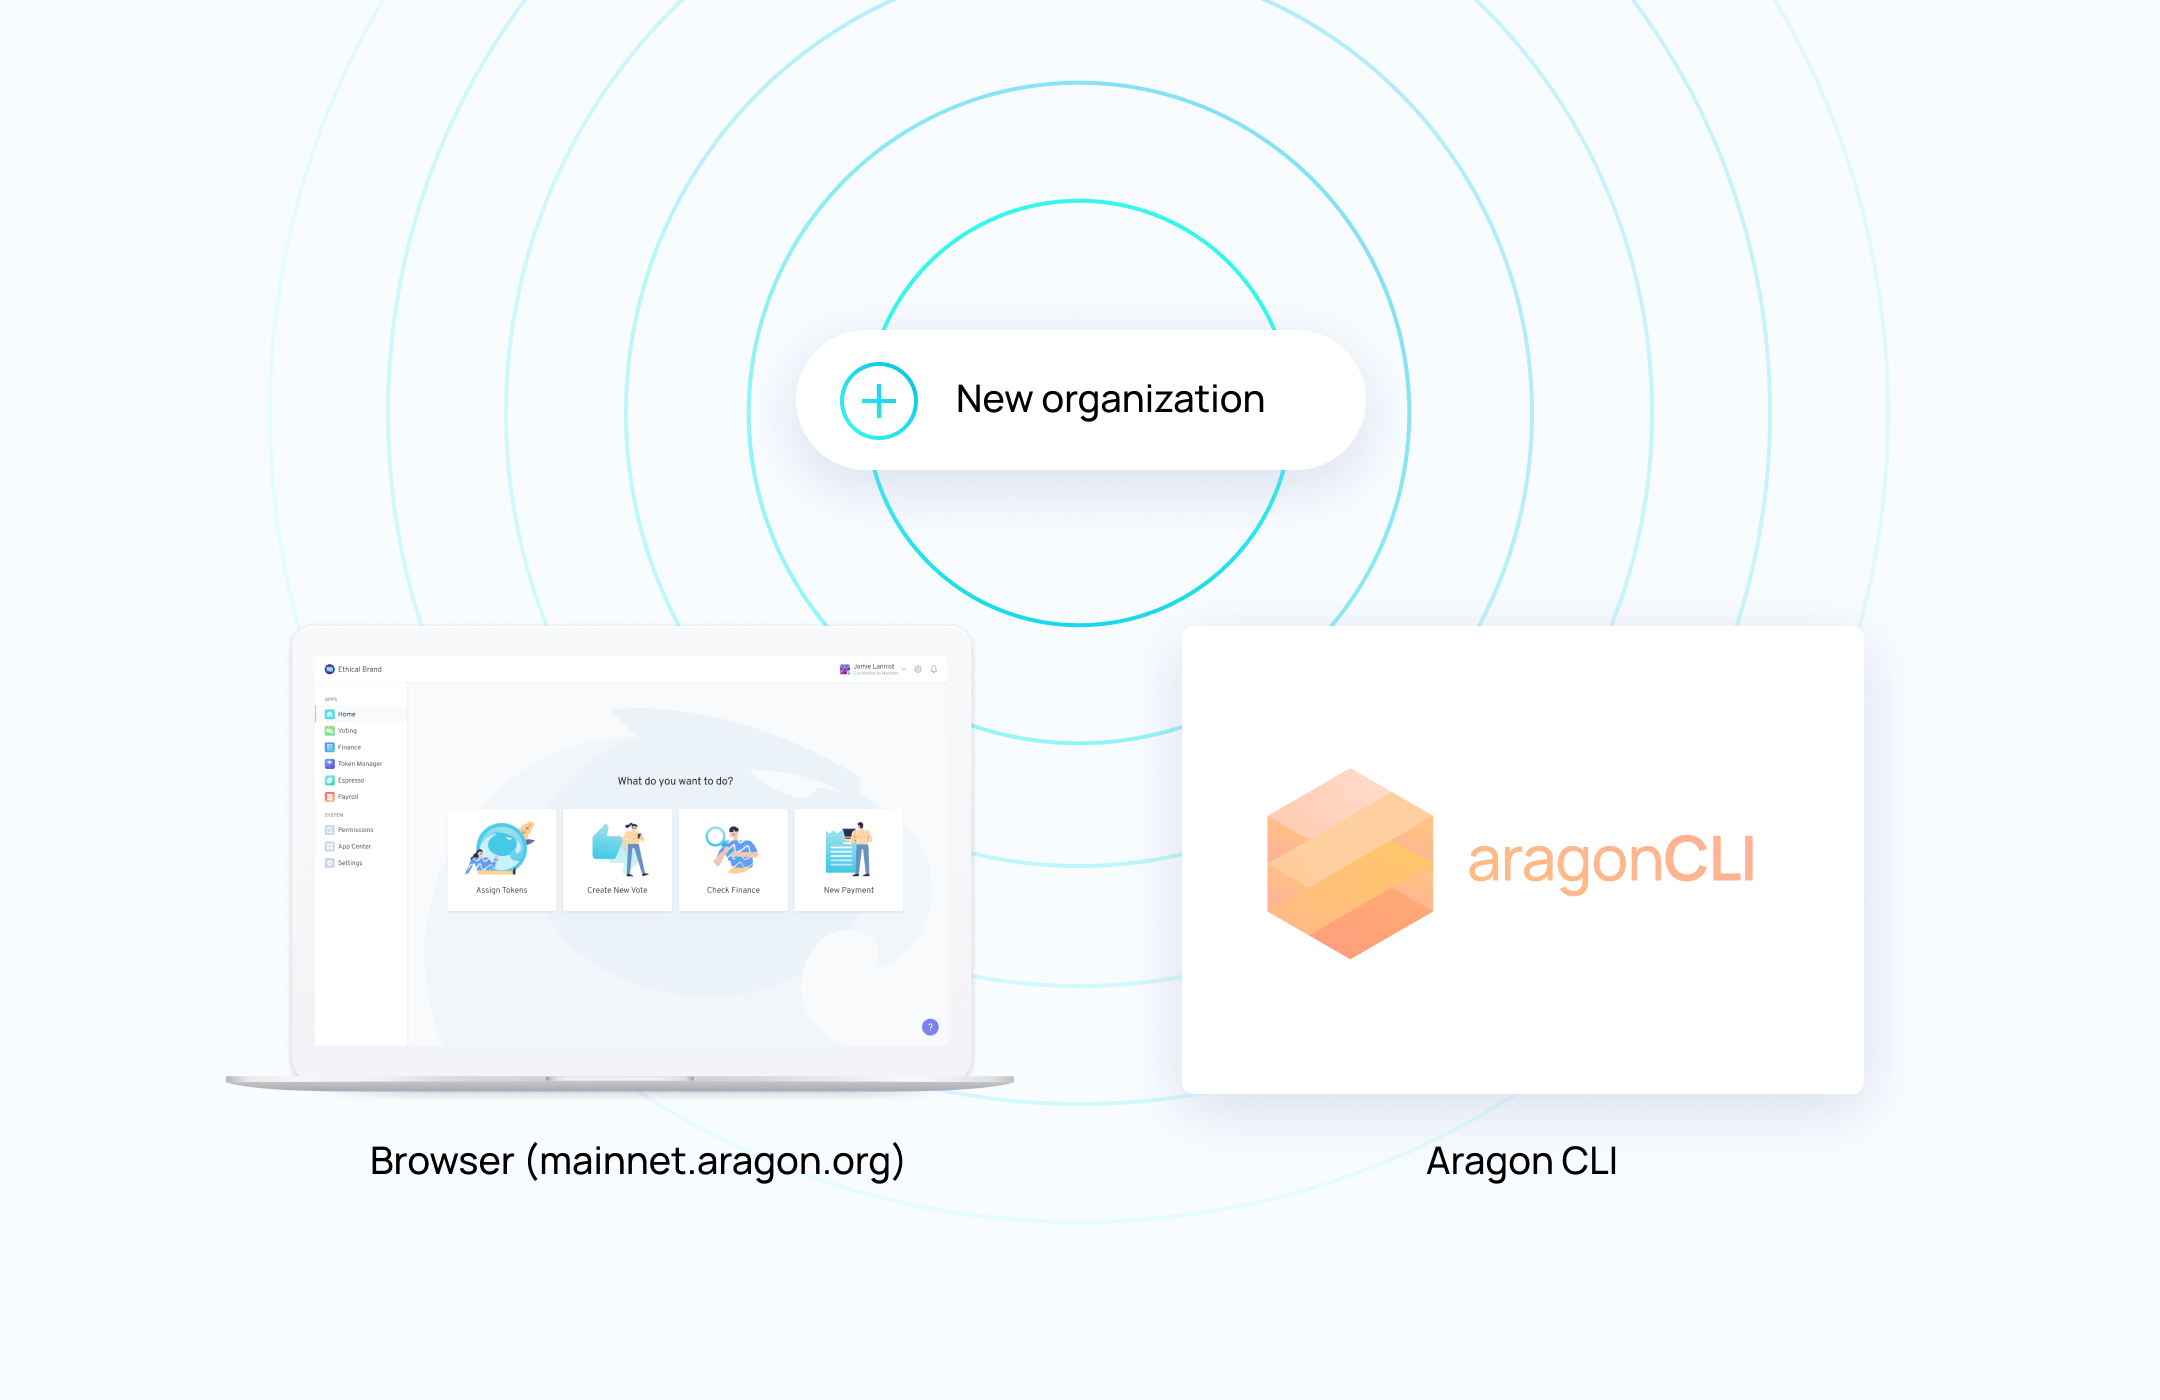 New organization
Ethical Brand
Jamie Lannist
Connected to Mainnet
APPS
Home
Voting
Finance
Token Manager
Espresso
Payroll
SYSTEM
Permissions
App Center
Settings
What do you want to do?
Assign Tokens
Create New Vote
Check Finance
New Payment
?
aragonCLI
Browser (mainnet.aragon.org)
Aragon CLI